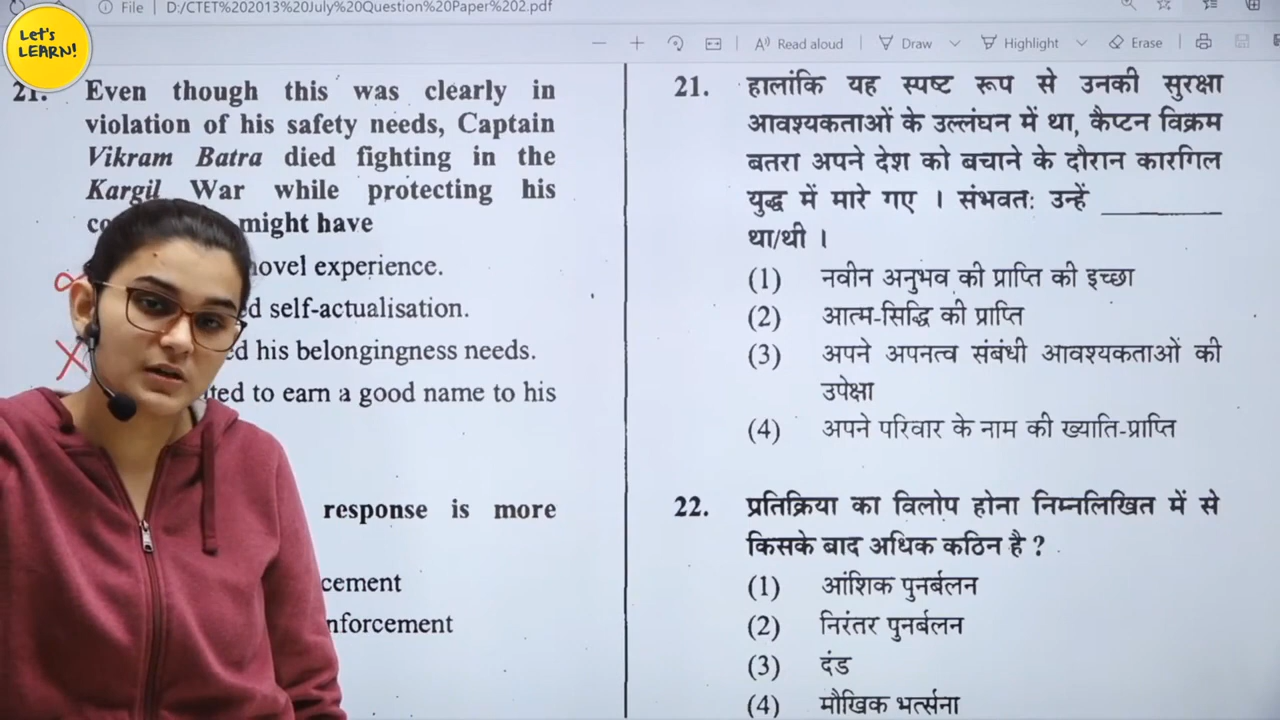 Let's
LEARN!
File | D:/CTET%202013%20July%20Question%20Paper%202.pdf
Read aloud
Draw
Highlight
Erase
21. Even though this was clearly in
violation of his safety needs, Captain
Vikram Batra died fighting in the
Kargil War while protecting his
might have
novel experience.
self-actualisation.
his belongingness needs.
to earn a good name to his
response is more
21. हालांकि यह स्पष्ट रूप से उनकी सुरक्षा
आवश्यकताओं के उल्लंघन में था, कैप्टन विक्रम
बतरा अपने देश को बचाने के दौरान कारगिल
युद्ध में मारे गए । संभवत: उन्हें ________
था/थी ।
(1) नवीन अनुभव की प्राप्ति की इच्छा
(2) आत्म-सिद्धि की प्राप्ति
(3) अपने अपनत्व संबंधी आवश्यकताओं की
उपेक्षा
(4) अपने परिवार के नाम की ख्याति-प्राप्ति
22. प्रतिक्रिया का विलोप होना निम्नलिखित में से
किसके बाद अधिक कठिन है ?
(1) आंशिक पुनर्बलन
(2) निरंतर पुनर्बलन
(3) दंड
(4) मौखिक भर्त्सना